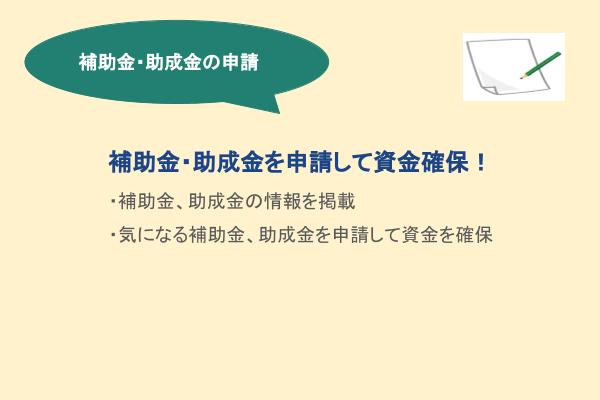 補助金・助成金の申請
補助金・助成金を申請して資金確保！
・補助金、助成金の情報を掲載
・気になる補助金、助成金を申請して資金を確保